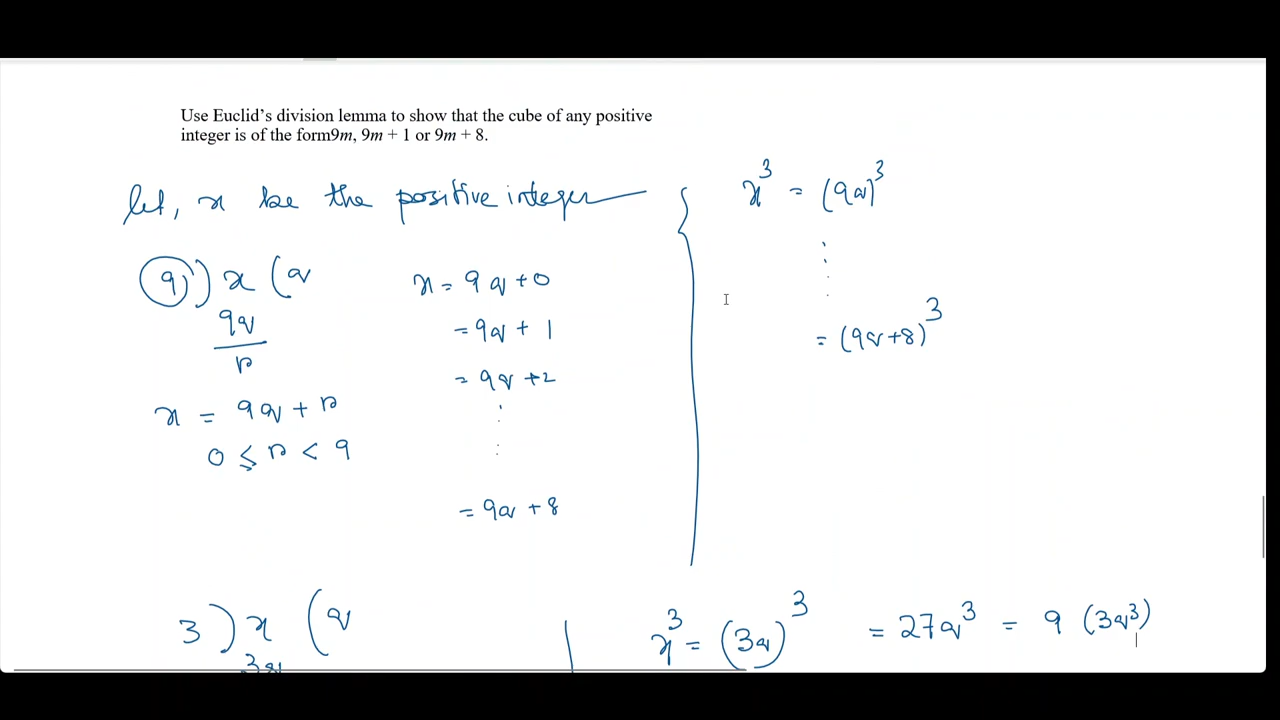 Use Euclid's division lemma to show that the cube of any positive
integer is of the form9m, 9m + 1 or 9m + 8.
let, x be the positive integer
9) x (q
9q
r
x = 9q + r
0 ≤ r < 9
x = 9q + 0
= 9q + 1
= 9q + 2
= 9q + 8
x³ = (9q)³
= (9q+8)³
3) x (q
3q
x³ = (3q)³ = 27q³ = 9 (3q³)